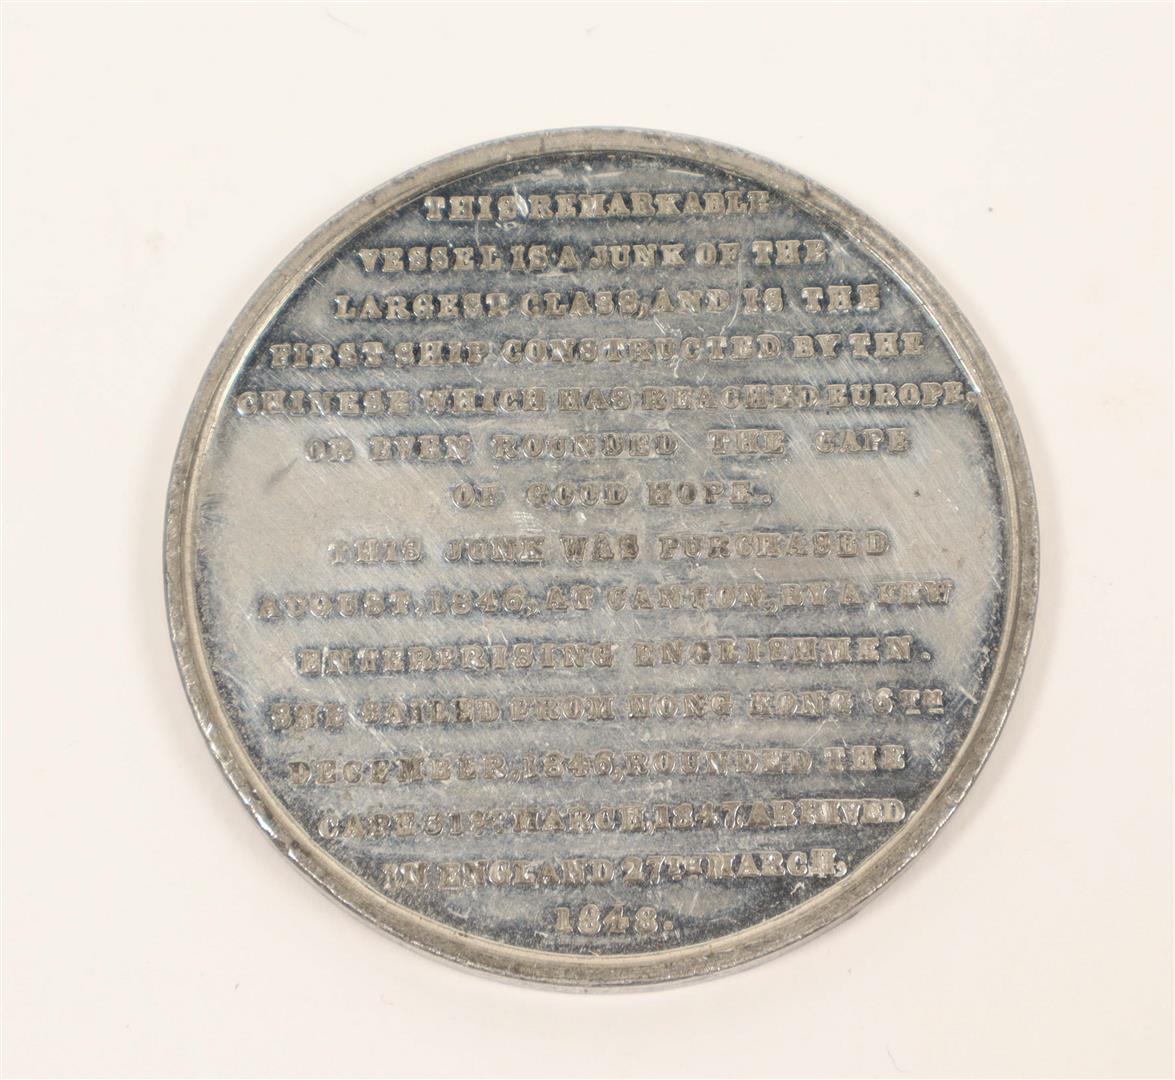 THIS REMARKABLE
VESSEL IS A JUNK OF THE
LARGEST CLASS, AND IS THE
FIRST SHIP CONSTRUCTED BY THE
CHINESE WHICH HAS REACHED EUROPE,
OR EVEN ROUNDED THE CAPE
OF GOOD HOPE.
THIS JUNK WAS PURCHASED
AUGUST, 1846, AT CANTON, BY A FEW
ENTERPRISING ENGLISHMEN.
SHE SAILED FROM HONG KONG 6TH
DECEMBER, 1846, ROUNDED THE
CAPE 31ST MARCH, 1847, ARRIVED
IN ENGLAND 27TH MARCH,
1848.